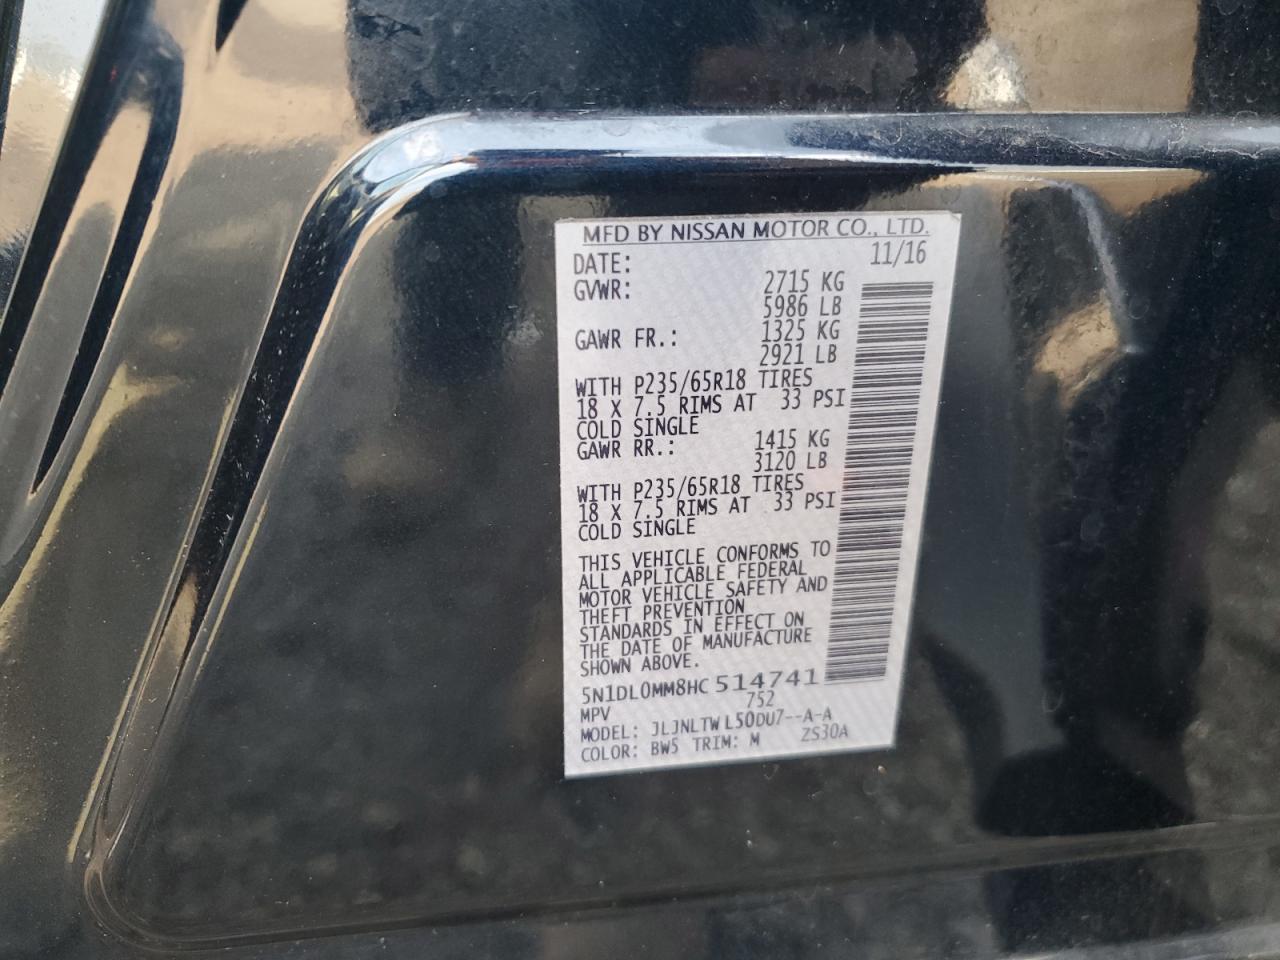 MFD BY NISSAN MOTOR CO., LTD.
DATE: 11/16
GVWR: 2715 KG
5986 LB
GAWR FR.: 1325 KG
2921 LB
WITH P235/65R18 TIRES
18 X 7.5 RIMS AT 33 PSI
COLD SINGLE
GAWR RR.: 1415 KG
3120 LB
WITH P235/65R18 TIRES
18 X 7.5 RIMS AT 33 PSI
COLD SINGLE
THIS VEHICLE CONFORMS TO
ALL APPLICABLE FEDERAL
MOTOR VEHICLE SAFETY AND
THEFT PREVENTION
STANDARDS IN EFFECT ON
THE DATE OF MANUFACTURE
SHOWN ABOVE.
5N1DL0MM8HC514741
MPV 752
MODEL: JLJNLTWL50DU7--A-A
COLOR: BW5 TRIM: M ZS30A